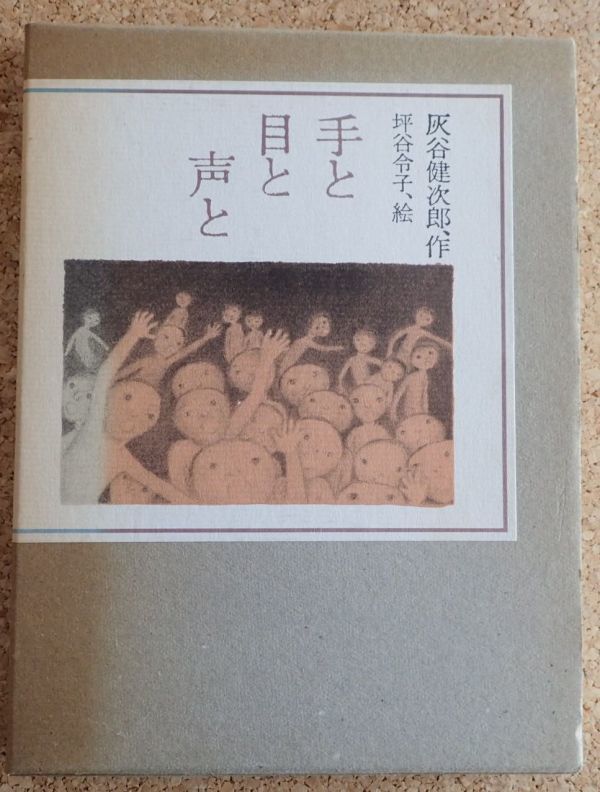 灰谷健次郎、作
坪谷令子、絵
手と
目と
声と